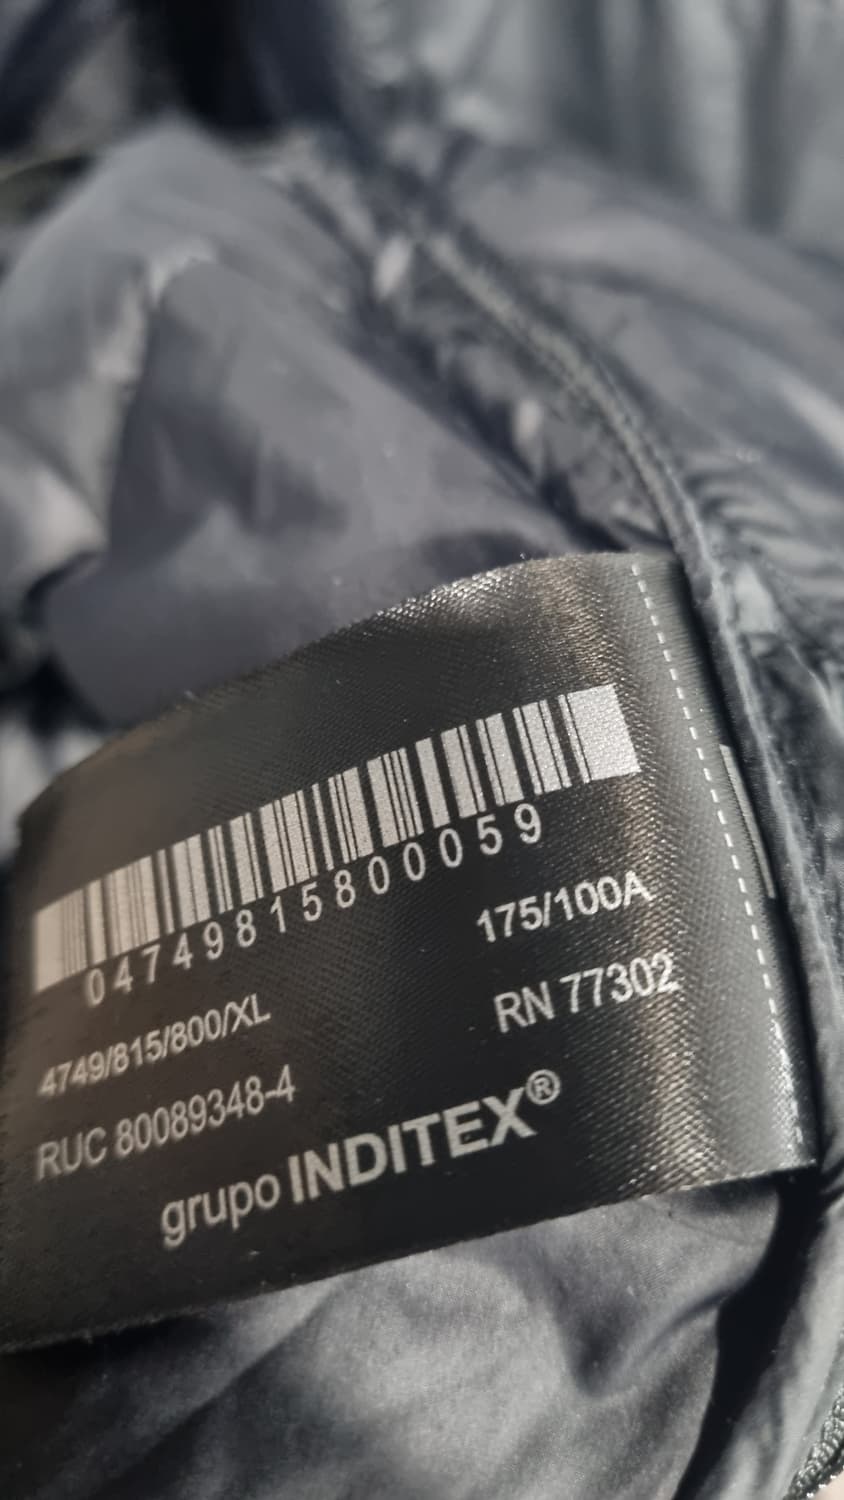 04749815800059
175/100A
4749/815/800/XL
RN 77302
RUC 80089348-4
grupo INDITEX®